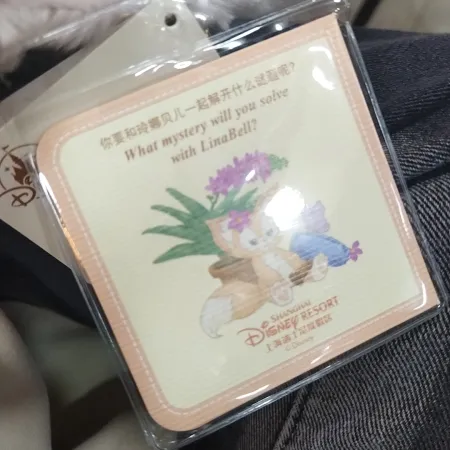 你要和玲娜贝儿一起解开什么谜题呢?
What mystery will you solve
with LinaBell?
SHANGHAI
DISNEY RESORT
上海迪士尼度假区
© Disney